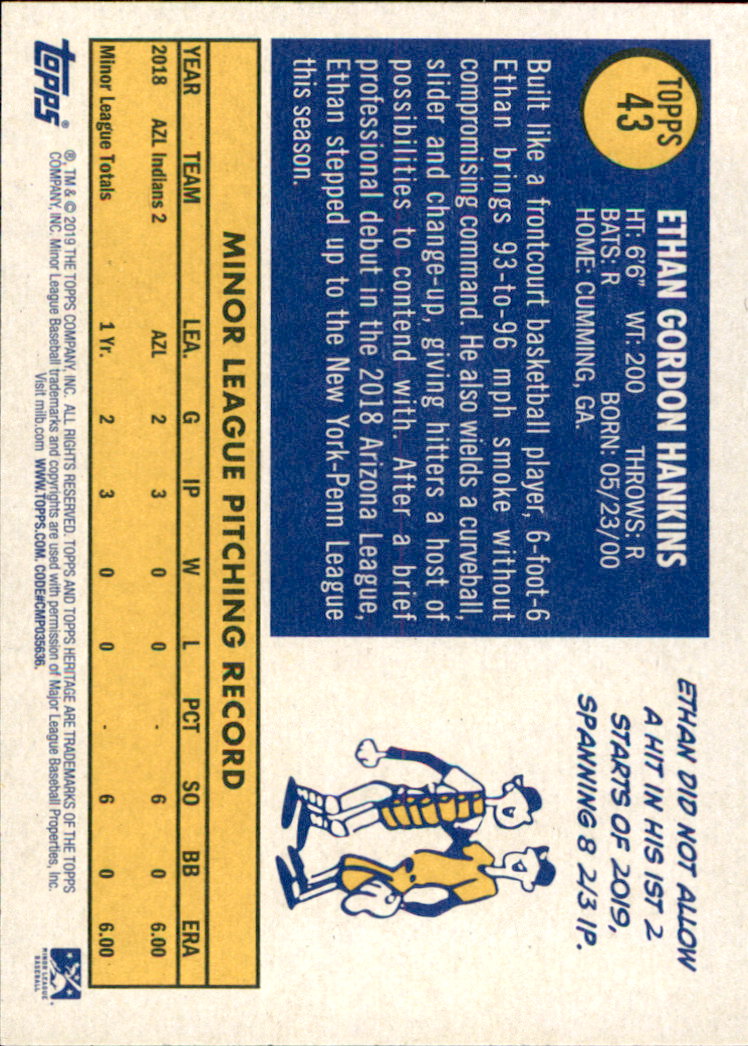 TOPPS
43
ETHAN GORDON HANKINS
HT: 6'6" WT: 200 THROWS: R
BATS: R BORN: 05/23/00
HOME: CUMMING, GA.
Built like a frontcourt basketball player, 6-foot-6
Ethan brings 93-to-96 mph smoke without
compromising command. He also wields a curveball,
slider and change-up, giving hitters a host of
possibilities to contend with. After a brief
professional debut in the 2018 Arizona League,
Ethan stepped up to the New York-Penn League
this season.
ETHAN DID NOT ALLOW
A HIT IN HIS 1ST 2
STARTS OF 2019,
SPANNING 8 2/3 IP.
MINOR LEAGUE PITCHING RECORD
YEAR TEAM LEA. G IP W L PCT SO BB ERA
2018 AZL Indians 2 AZL 2 3 0 0 . 6 0 6.00
Minor League Totals 1 Yr. 2 3 0 0 . 6 0 6.00
topps®
®, TM & © 2019 THE TOPPS COMPANY, INC. ALL RIGHTS RESERVED. TOPPS AND TOPPS HERITAGE ARE TRADEMARKS OF THE TOPPS
COMPANY, INC. Minor League Baseball trademarks and copyrights are used with permission of Major League Baseball Properties, Inc.
Visit milb.com WWW.TOPPS.COM. CODE#CMP035636.
MINOR LEAGUE
BASEBALL